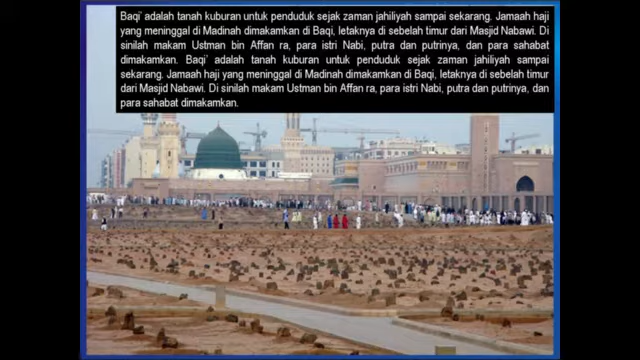 Baqi' adalah tanah kuburan untuk penduduk sejak zaman jahiliyah sampai sekarang. Jamaah haji
yang meninggal di Madinah dimakamkan di Baqi, letaknya di sebelah timur dari Masjid Nabawi. Di
sinilah makam Ustman bin Affan ra, para istri Nabi, putra dan putrinya, dan para sahabat
dimakamkan. Baqi' adalah tanah kuburan untuk penduduk sejak zaman jahiliyah sampai
sekarang. Jamaah haji yang meninggal di Madinah dimakamkan di Baqi, letaknya di sebelah timur
dari Masjid Nabawi. Di sinilah makam Ustman bin Affan ra, para istri Nabi, putra dan putrinya, dan
para sahabat dimakamkan.